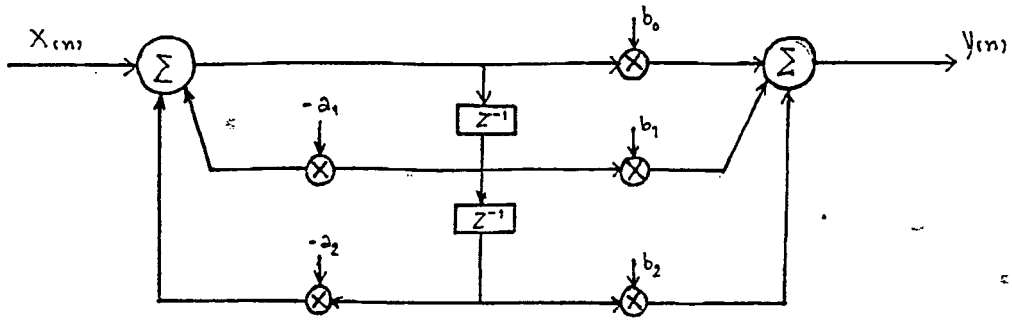 X(n) Σ b₀ Σ y(n)
-a₁ z⁻¹ b₁
z⁻¹
-a₂ b₂